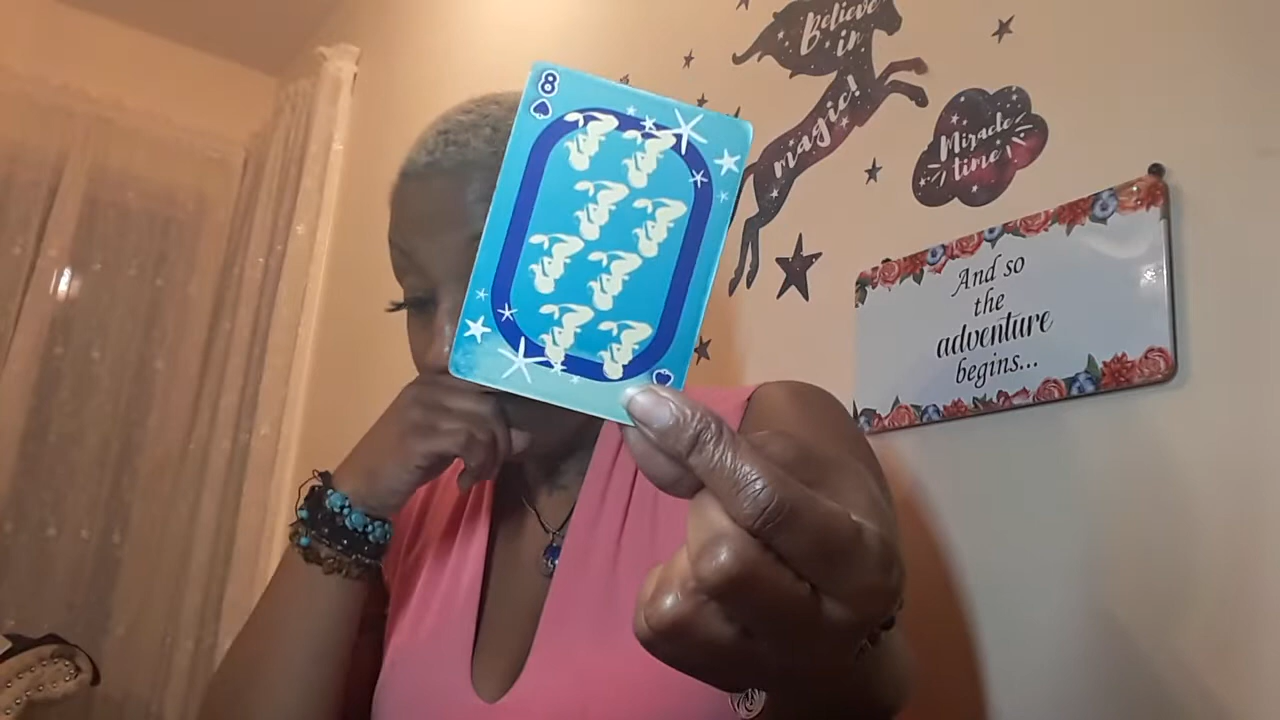 8
Believe
in
magic!
Miracle
time!
And so
the
adventure
begins...